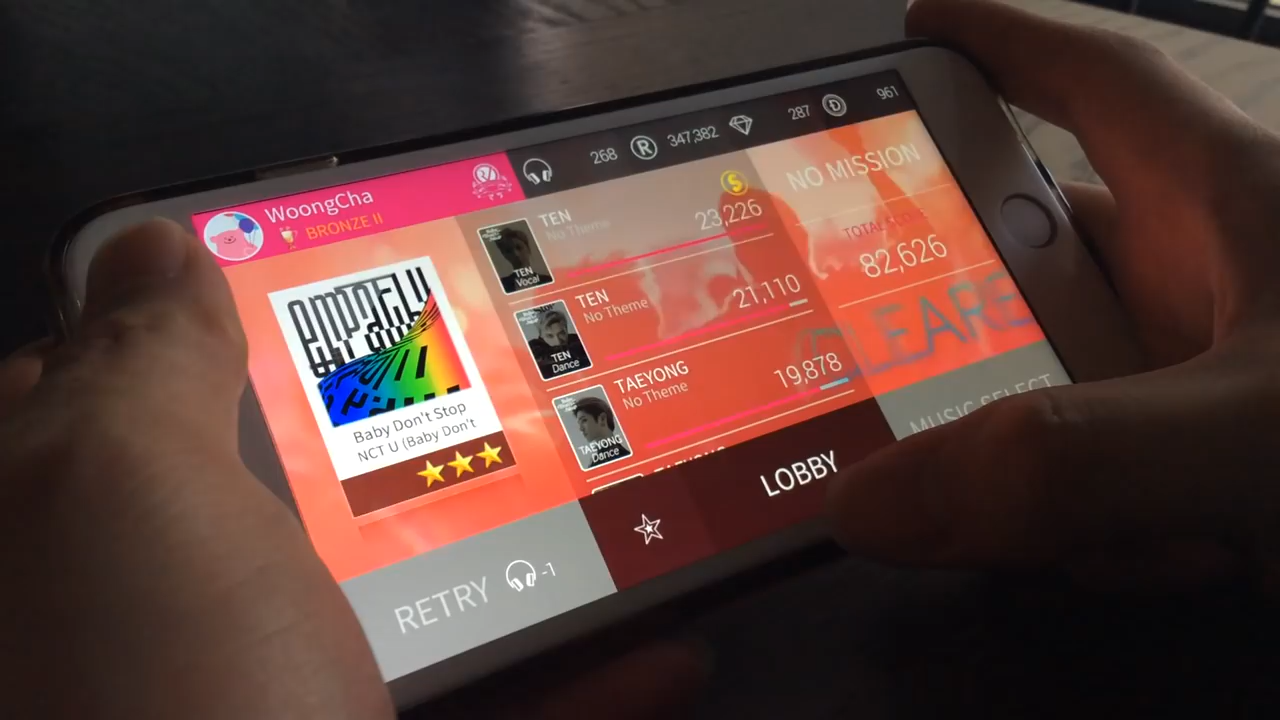 WoongCha
BRONZE II
268
R
347,382
287
961
Baby Don't Stop
NCT U (Baby Don't
TEN
No Theme
23,226
TEN
Vocal
TEN
No Theme
21,110
TEN
Dance
TAEYONG
No Theme
19,878
TAEYONG
Dance
NO MISSION
TOTAL SCORE
82,626
CLEARE
RETRY
-1
LOBBY
MUSIC SELECT